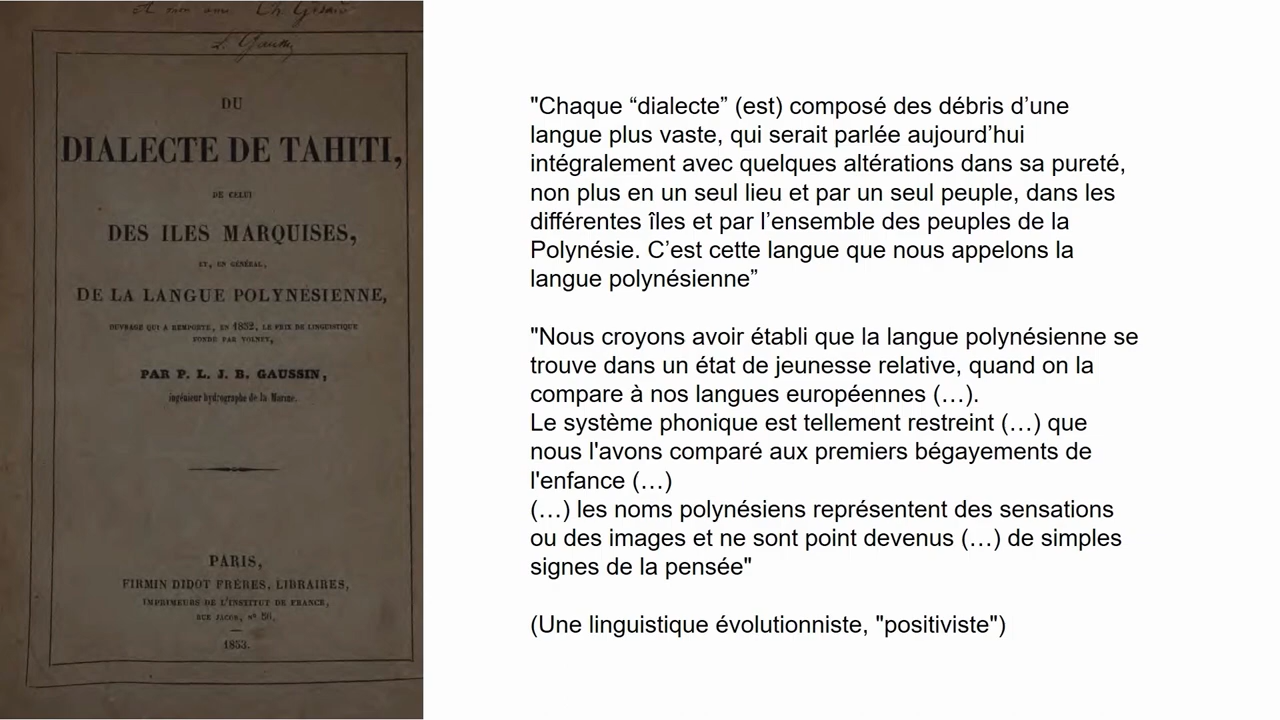 A mon ami Ch.
L. Gaussin
DU
DIALECTE DE TAHITI,
DE CELUI
DES ILES MARQUISES,
ET, EN GÉNÉRAL,
DE LA LANGUE POLYNESIENNE,
OUVRAGE QUI A REMPORTÉ, EN 1852, LE PRIX DE LINGUISTIQUE
FONDÉ PAR VOLNEY,
PAR P. L. J. B. GAUSSIN,
ingénieur hydrographe de la Marine.
PARIS,
FIRMIN DIDOT FRÈRES, LIBRAIRES,
IMPRIMEURS DE L'INSTITUT DE FRANCE,
RUE JACOB, Nº 56.
1853.
"Chaque “dialecte” (est) composé des débris d’une
langue plus vaste, qui serait parlée aujourd’hui
intégralement avec quelques altérations dans sa pureté,
non plus en un seul lieu et par un seul peuple, dans les
différentes îles et par l’ensemble des peuples de la
Polynésie. C’est cette langue que nous appelons la
langue polynésienne”
"Nous croyons avoir établi que la langue polynésienne se
trouve dans un état de jeunesse relative, quand on la
compare à nos langues européennes (…).
Le système phonique est tellement restreint (…) que
nous l'avons comparé aux premiers bégayements de
l'enfance (…)
(…) les noms polynésiens représentent des sensations
ou des images et ne sont point devenus (…) de simples
signes de la pensée"
(Une linguistique évolutionniste, "positiviste")